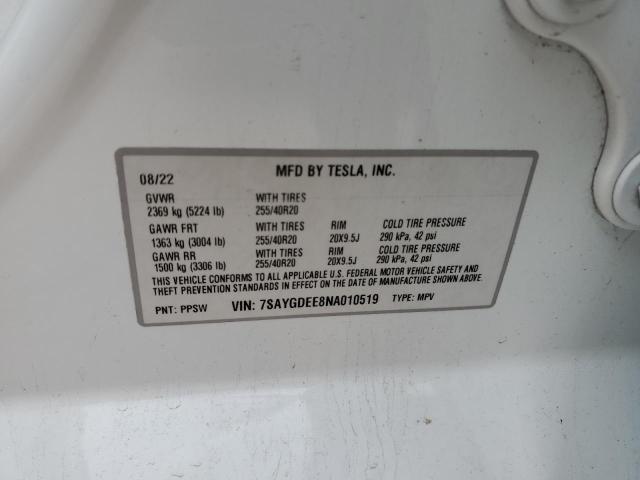 08/22 MFD BY TESLA, INC.
GVWR WITH TIRES
2369 kg (5224 lb) 255/40R20
GAWR FRT WITH TIRES RIM COLD TIRE PRESSURE
1363 kg (3004 lb) 255/40R20 20X9.5J 290 kPa, 42 psi
GAWR RR WITH TIRES RIM COLD TIRE PRESSURE
1500 kg (3306 lb) 255/40R20 20X9.5J 290 kPa, 42 psi
THIS VEHICLE CONFORMS TO ALL APPLICABLE U.S. FEDERAL MOTOR VEHICLE SAFETY AND
THEFT PREVENTION STANDARDS IN EFFECT ON THE DATE OF MANUFACTURE SHOWN ABOVE.
PNT: PPSW VIN: 7SAYGDEE8NA010519 TYPE: MPV